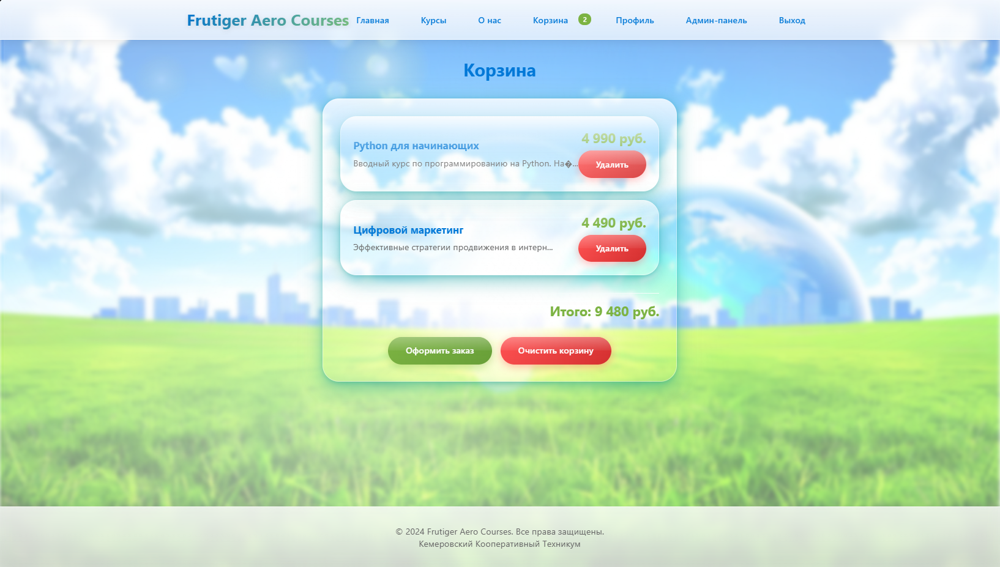 Frutiger Aero Courses Главная Курсы О нас Корзина 2 Профиль Админ-панель Выход
Корзина
Python для начинающих
Вводный курс по программированию на Python. На�...
4 990 руб.
Удалить
Цифровой маркетинг
Эффективные стратегии продвижения в интерн...
4 490 руб.
Удалить
Итого: 9 480 руб.
Оформить заказ Очистить корзину
© 2024 Frutiger Aero Courses. Все права защищены.
Кемеровский Кооперативный Техникум